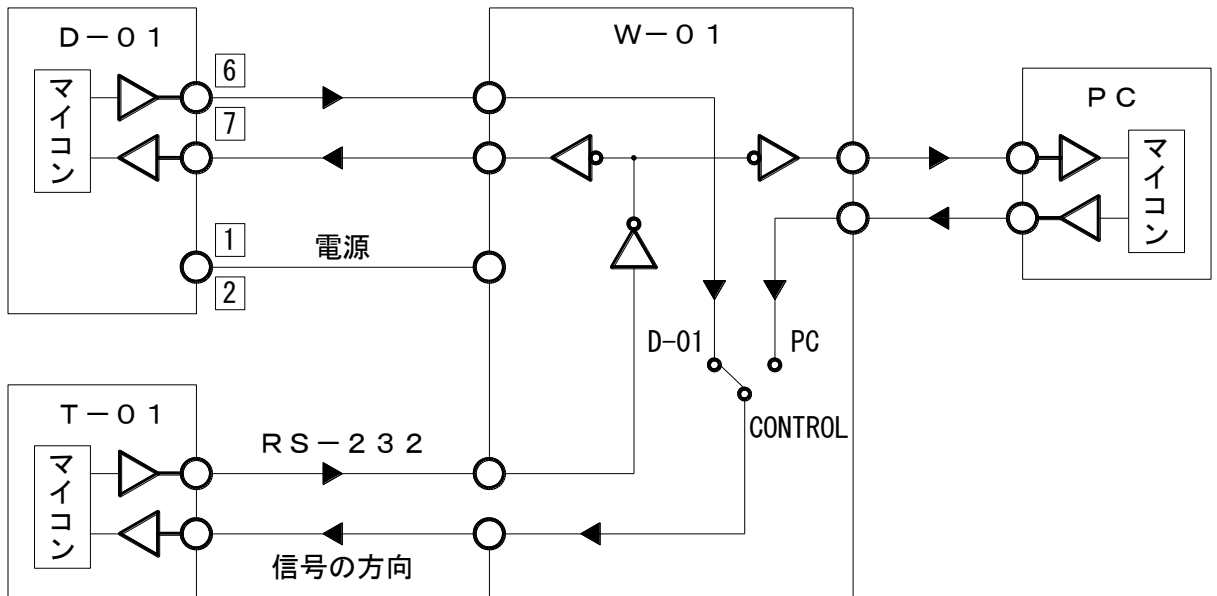 D-01
マイコン
6
7
1
2
電源
W-01
D-01
PC
CONTROL
PC
マイコン
T-01
マイコン
RS-232
信号の方向